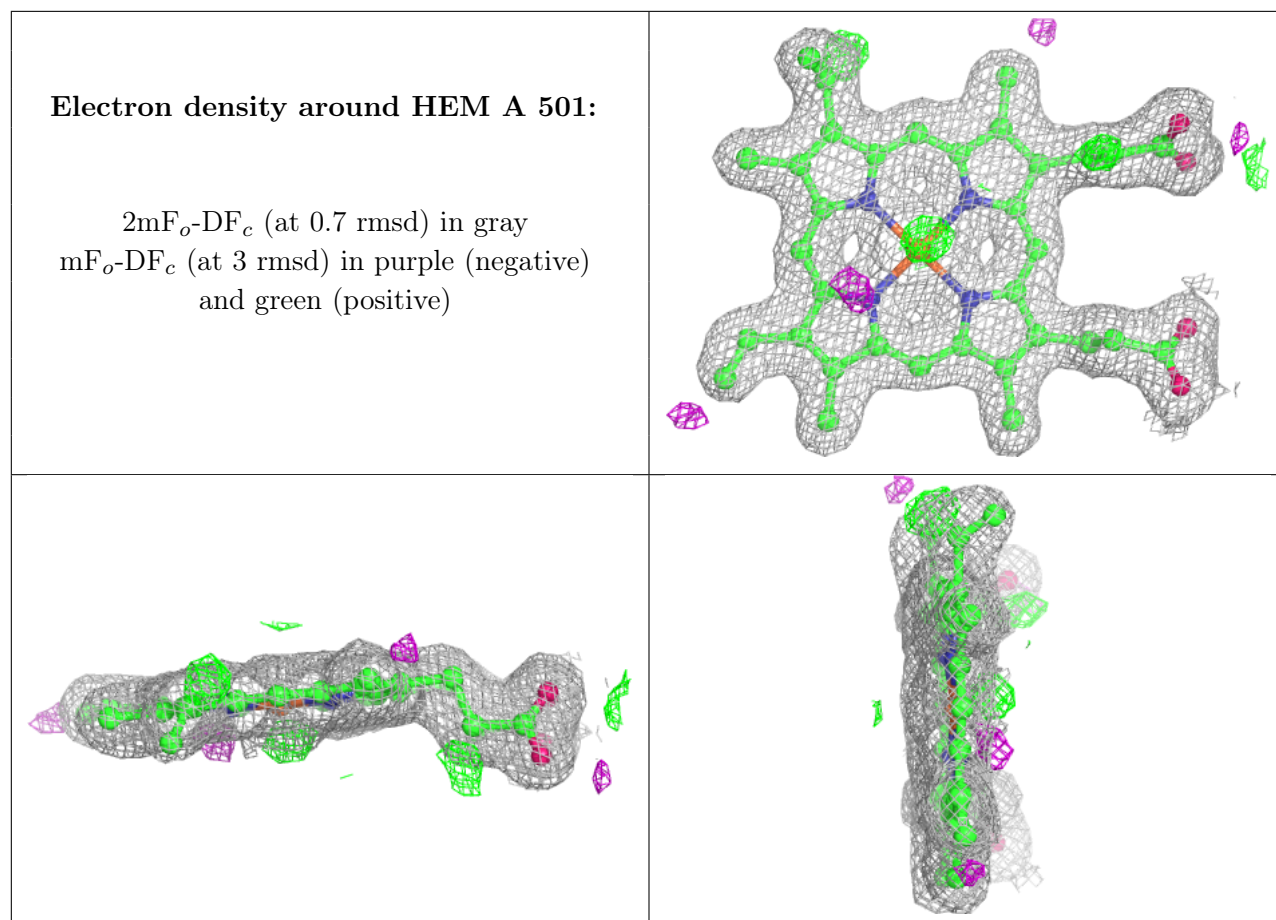 Electron density around HEM A 501:
2mFₒ-DF𝒸 (at 0.7 rmsd) in gray
mFₒ-DF𝒸 (at 3 rmsd) in purple (negative)
and green (positive)